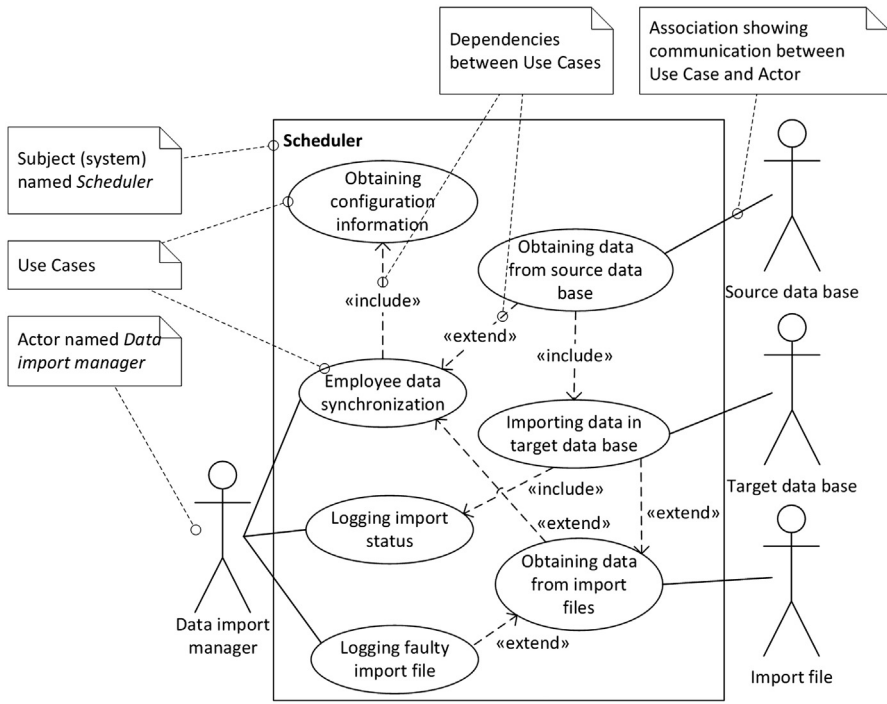 Dependencies
between Use Cases
Association showing
communication between
Use Case and Actor
Subject (system)
named Scheduler
Scheduler
Obtaining
configuration
information
Use Cases
Obtaining data
from source data
base
Source data base
Actor named Data
import manager
«include»
«extend»
«include»
Employee data
synchronization
Importing data in
target data base
Target data base
«include»
«extend»
«extend»
Logging import
status
Obtaining data
from import
files
Data import
manager
Logging faulty
import file
«extend»
Import file